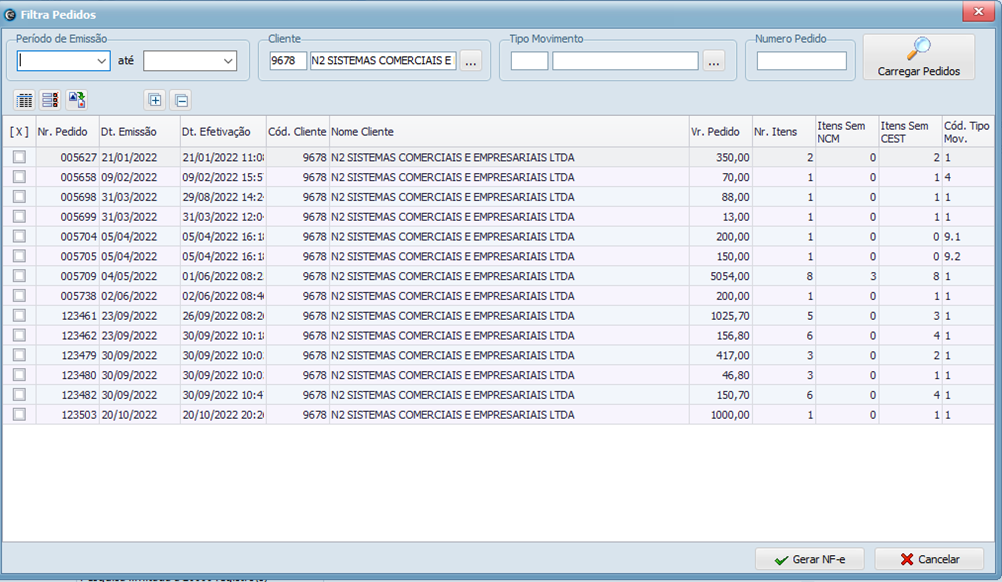 Filtra Pedidos
Período de Emissão
até
Cliente
9678 N2 SISTEMAS COMERCIAIS E ...
Tipo Movimento
...
Numero Pedido
Carregar Pedidos
[X] Nr. Pedido Dt. Emissão Dt. Efetivação Cód. Cliente Nome Cliente Vr. Pedido Nr. Itens Itens Sem NCM Itens Sem CEST Cód. Tipo Mov.
005627 21/01/2022 21/01/2022 11:08 9678 N2 SISTEMAS COMERCIAIS E EMPRESARIAIS LTDA 350,00 2 0 2 1
005658 09/02/2022 09/02/2022 15:5 9678 N2 SISTEMAS COMERCIAIS E EMPRESARIAIS LTDA 70,00 1 0 1 4
005698 31/03/2022 29/08/2022 14:2 9678 N2 SISTEMAS COMERCIAIS E EMPRESARIAIS LTDA 88,00 1 0 1 1
005699 31/03/2022 31/03/2022 12:0 9678 N2 SISTEMAS COMERCIAIS E EMPRESARIAIS LTDA 13,00 1 0 1 1
005704 05/04/2022 05/04/2022 16:1 9678 N2 SISTEMAS COMERCIAIS E EMPRESARIAIS LTDA 200,00 1 0 0 9.1
005705 05/04/2022 05/04/2022 16:1 9678 N2 SISTEMAS COMERCIAIS E EMPRESARIAIS LTDA 150,00 1 0 0 9.2
005709 04/05/2022 01/06/2022 08:2 9678 N2 SISTEMAS COMERCIAIS E EMPRESARIAIS LTDA 5054,00 8 3 8 1
005738 02/06/2022 02/06/2022 08:4 9678 N2 SISTEMAS COMERCIAIS E EMPRESARIAIS LTDA 200,00 1 0 1 1
123461 23/09/2022 26/09/2022 08:2 9678 N2 SISTEMAS COMERCIAIS E EMPRESARIAIS LTDA 1025,70 5 0 3 1
123462 23/09/2022 30/09/2022 10:1 9678 N2 SISTEMAS COMERCIAIS E EMPRESARIAIS LTDA 156,80 6 0 4 1
123479 30/09/2022 30/09/2022 10:0 9678 N2 SISTEMAS COMERCIAIS E EMPRESARIAIS LTDA 417,00 3 0 2 1
123480 30/09/2022 30/09/2022 10:0 9678 N2 SISTEMAS COMERCIAIS E EMPRESARIAIS LTDA 46,80 3 0 1 1
123482 30/09/2022 30/09/2022 10:4 9678 N2 SISTEMAS COMERCIAIS E EMPRESARIAIS LTDA 150,70 6 0 4 1
123503 20/10/2022 20/10/2022 20:2 9678 N2 SISTEMAS COMERCIAIS E EMPRESARIAIS LTDA 1000,00 1 0 1 1
Gerar NF-e Cancelar